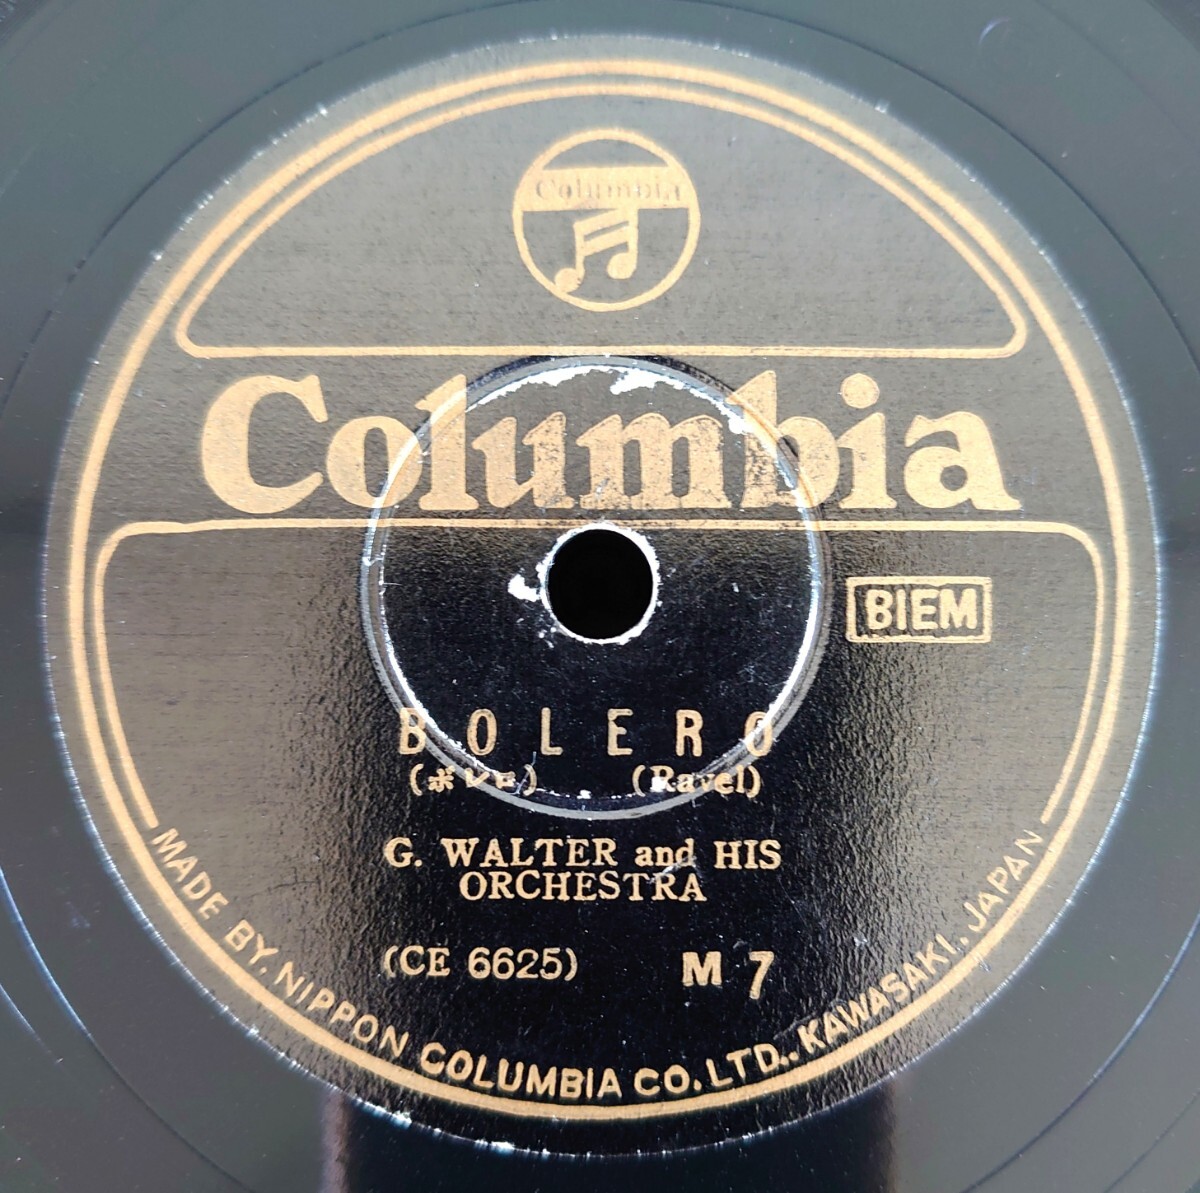 Columbia
Columbia
BIEM
BOLERO
(ボレロ) (Ravel)
G. WALTER and HIS
ORCHESTRA
(CE 6625) M 7
MADE BY. NIPPON COLUMBIA CO. LTD., KAWASAKI. JAPAN